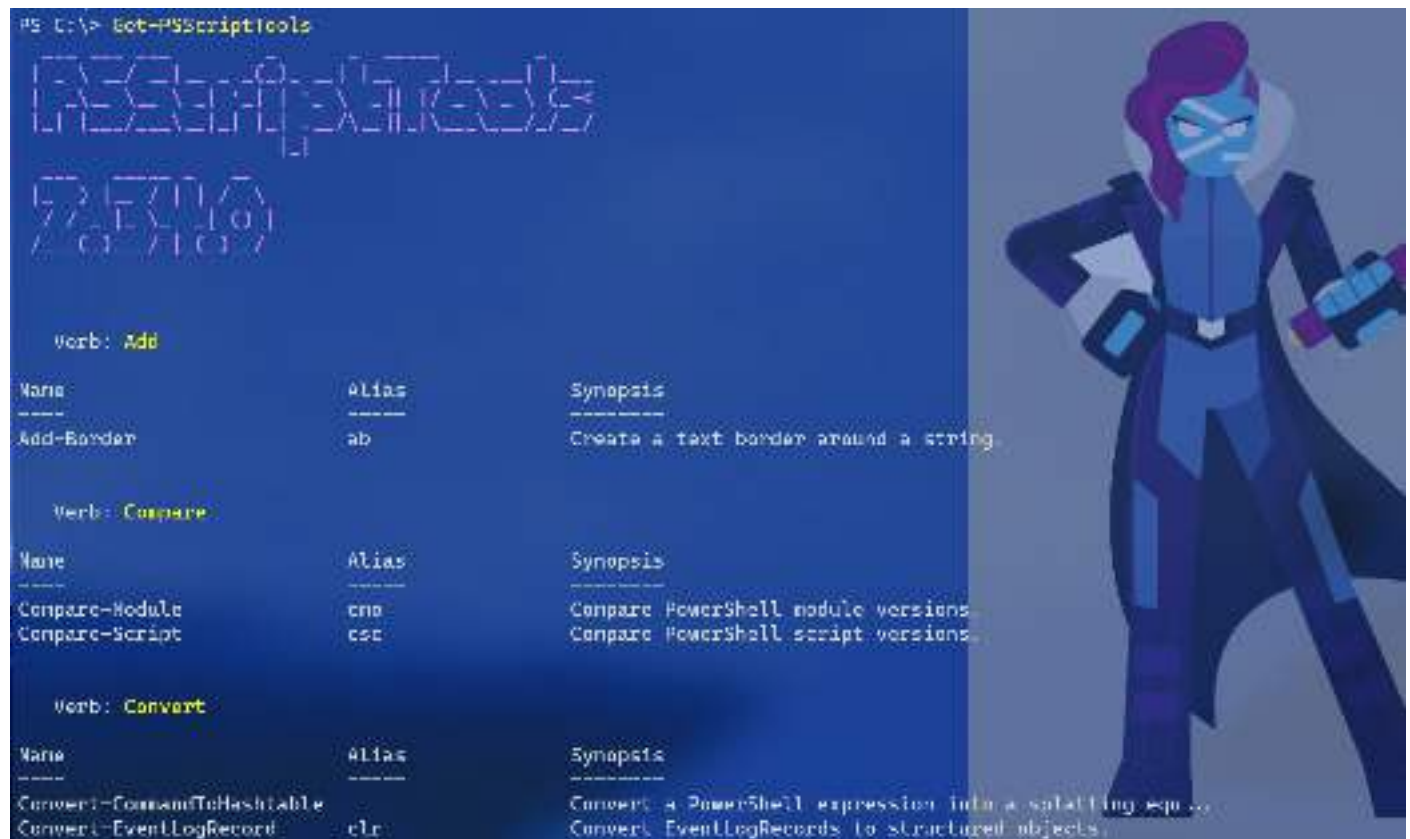 PS C:\> Get-PSScriptTools
PSScriptTools
Verb: Add
Name Alias Synopsis
---- ----- --------
Add-Border ab Create a text border around a string.
Verb: Compare
Name Alias Synopsis
---- ----- --------
Compare-Module cmo Compare PowerShell module versions.
Compare-Script csc Compare PowerShell script versions.
Verb: Convert
Name Alias Synopsis
---- ----- --------
Convert-CommandToHashtable Convert a PowerShell expression into a splatting equ...
Convert-EventLogRecord clr Convert EventLogRecords to structured objects.